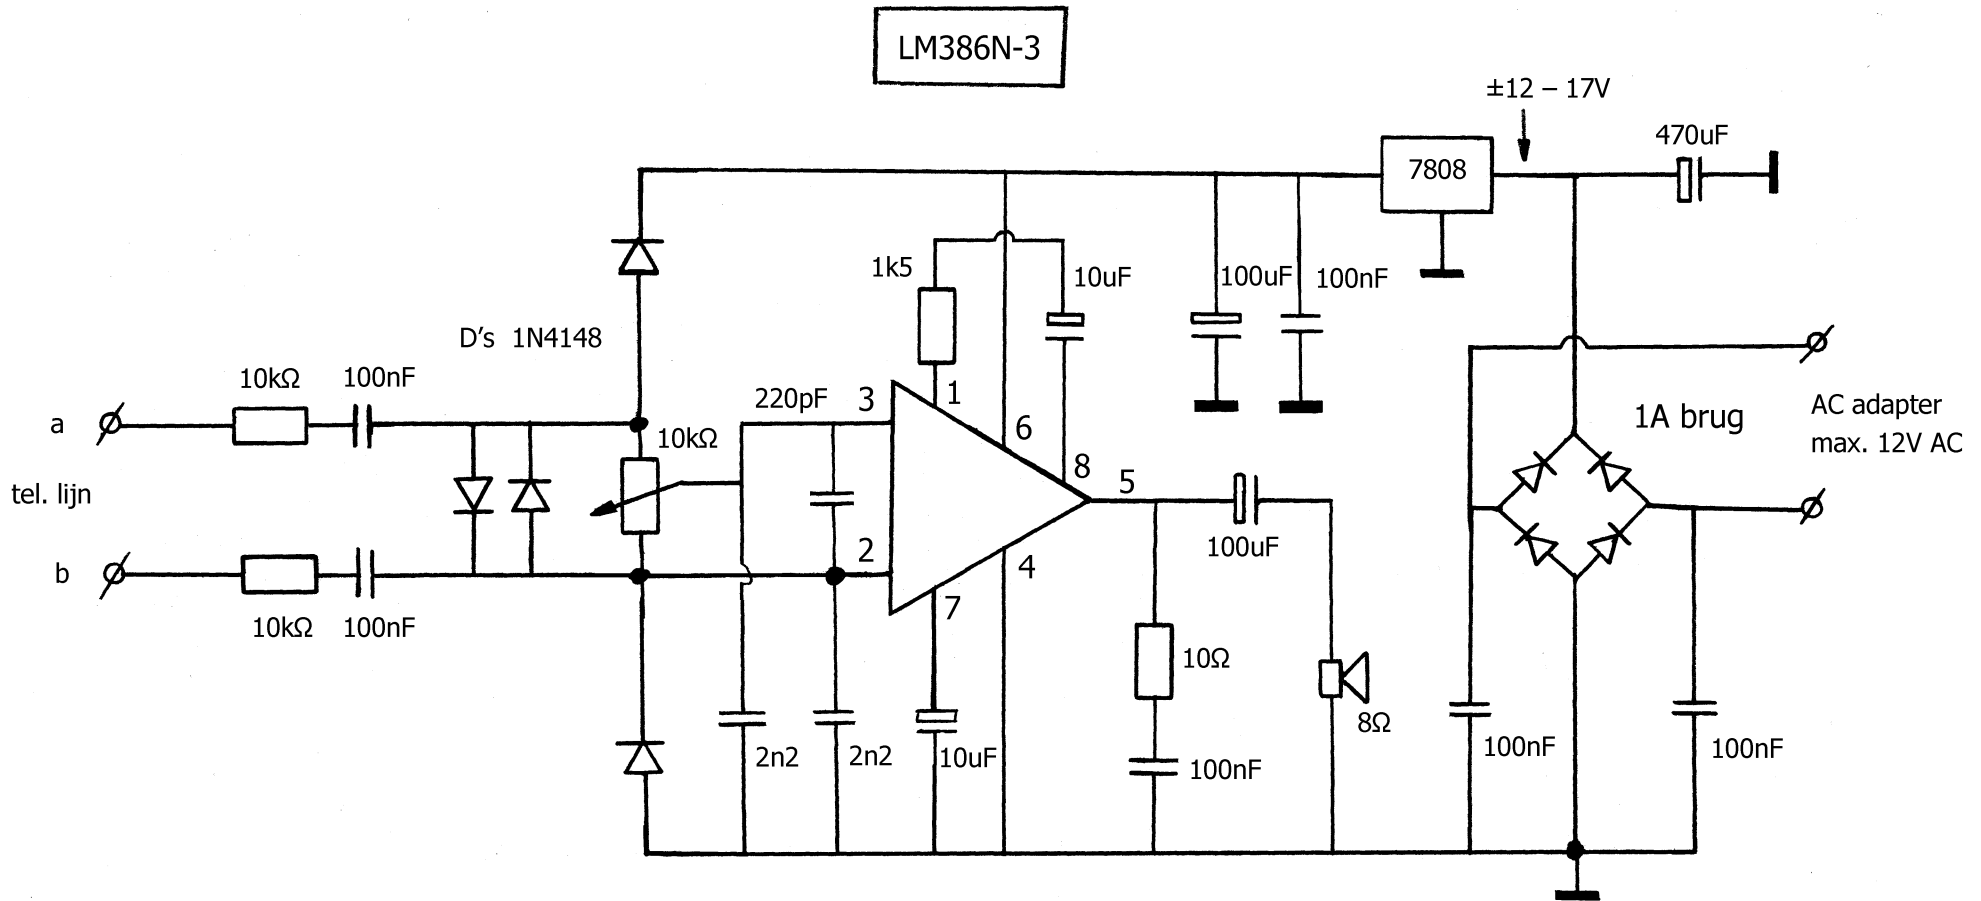 LM386N-3
±12 – 17V
470uF
7808
1k5
10uF
100uF
100nF
D's 1N4148
10kΩ
100nF
220pF
3
1
6
8
5
10kΩ
a
tel. lijn
b
2
4
7
10kΩ
100nF
100uF
1A brug
AC adapter
max. 12V AC
10Ω
8Ω
2n2
2n2
10uF
100nF
100nF
100nF